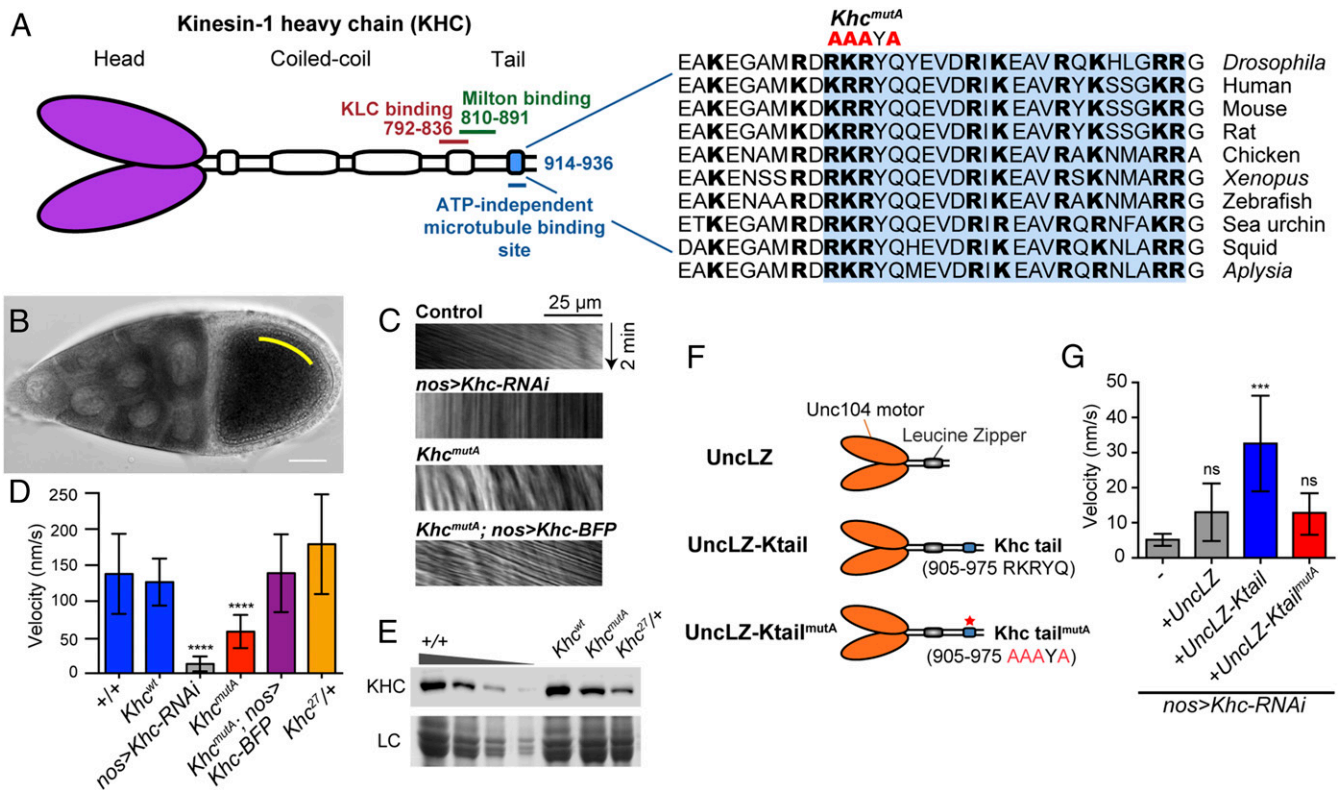 A
Kinesin-1 heavy chain (KHC)
Head
Coiled-coil
Tail
KLC binding
792-836
Milton binding
810-891
914-936
ATP-independent
microtubule binding
site
Khc^mutA
AAAYA
EAKEGAMRDRKRYQYEVDRIKEAVRQKHLGRRG Drosophila
EAKEGAMRDRKRYQQEVDRIKEAVRYKSSGKRG Human
EAKEGAMRDRKRYQQEVDRIKEAVRYKSSGKRG Mouse
EAKEGAMRDRKRYQQEVDRIKEAVRYKSSGKRG Rat
EAKENAMRDRKRYQQEVDRIKEAVRAKNMARRA Chicken
EAKENSSRDRKRYQQEVDRIKEAVRSKNMARRG Xenopus
EAKENAARDRKRYQQEVDRIKEAVRAKNMARRG Zebrafish
ETKEGAMRDRKRYQQEVDRIREAVRQRNFAKRG Sea urchin
DAKEGAMRDRKRYQHEVDRIKEAVRQKNLARRG Squid
EAKEGAMRDRKRYQMEVDRIKEAVRQRNLARRG Aplysia
B
C
Control
25 µm
2 min
nos>Khc-RNAi
Khc^mutA
Khc^mutA; nos>Khc-BFP
D
Velocity (nm/s)
250
200
150
100
50
0
****
****
+/+
Khc^wt
nos>Khc-RNAi
Khc^mutA
Khc^mutA; nos>
Khc-BFP
Khc^27/+
E
+/+
Khc^wt
Khc^mutA
Khc^27/+
KHC
LC
F
Unc104 motor
Leucine Zipper
UncLZ
UncLZ-Ktail
Khc tail
(905-975 RKRYQ)
UncLZ-Ktail^mutA
Khc tail^mutA
(905-975 AAAYA)
G
Velocity (nm/s)
50
40
30
20
10
0
ns
***
ns
-
+UncLZ
+UncLZ-Ktail
+UncLZ-Ktail^mutA
nos>Khc-RNAi